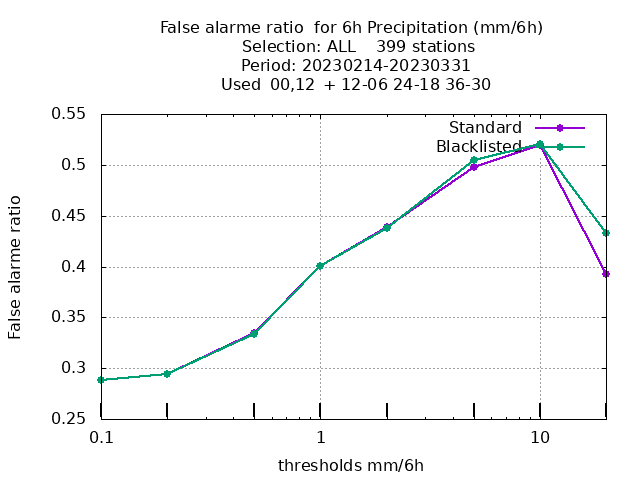 False alarme ratio  for 6h Precipitation (mm/6h)
Selection: ALL    399 stations
Period: 20230214-20230331
Used  00,12  + 12-06 24-18 36-30
Standard
Blacklisted
0.55
0.5
0.45
0.4
0.35
0.3
0.25
False alarme ratio
0.1
1
10
thresholds mm/6h